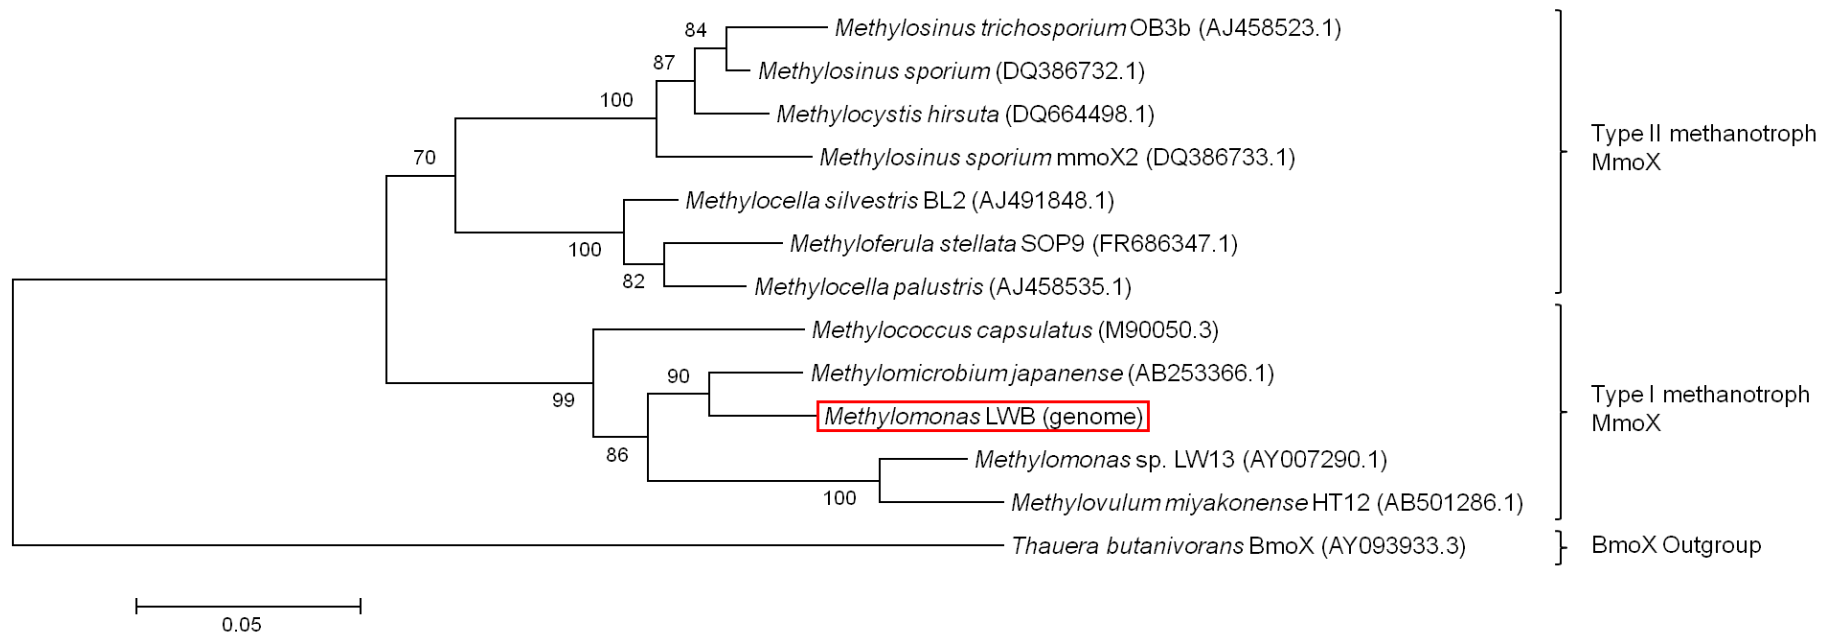 84
Methylosinus trichosporium OB3b (AJ458523.1)
87
Methylosinus sporium (DQ386732.1)
100
Methylocystis hirsuta (DQ664498.1)
70
Methylosinus sporium mmoX2 (DQ386733.1)
Type II methanotroph
MmoX
Methylocella silvestris BL2 (AJ491848.1)
100
Methyloferula stellata SOP9 (FR686347.1)
82
Methylocella palustris (AJ458535.1)
Methylococcus capsulatus (M90050.3)
90
Methylomicrobium japanense (AB253366.1)
99
Methylomonas LWB (genome)
Type I methanotroph
MmoX
86
Methylomonas sp. LW13 (AY007290.1)
100
Methylovulum miyakonense HT12 (AB501286.1)
Thauera butanivorans BmoX (AY093933.3)
BmoX Outgroup
0.05